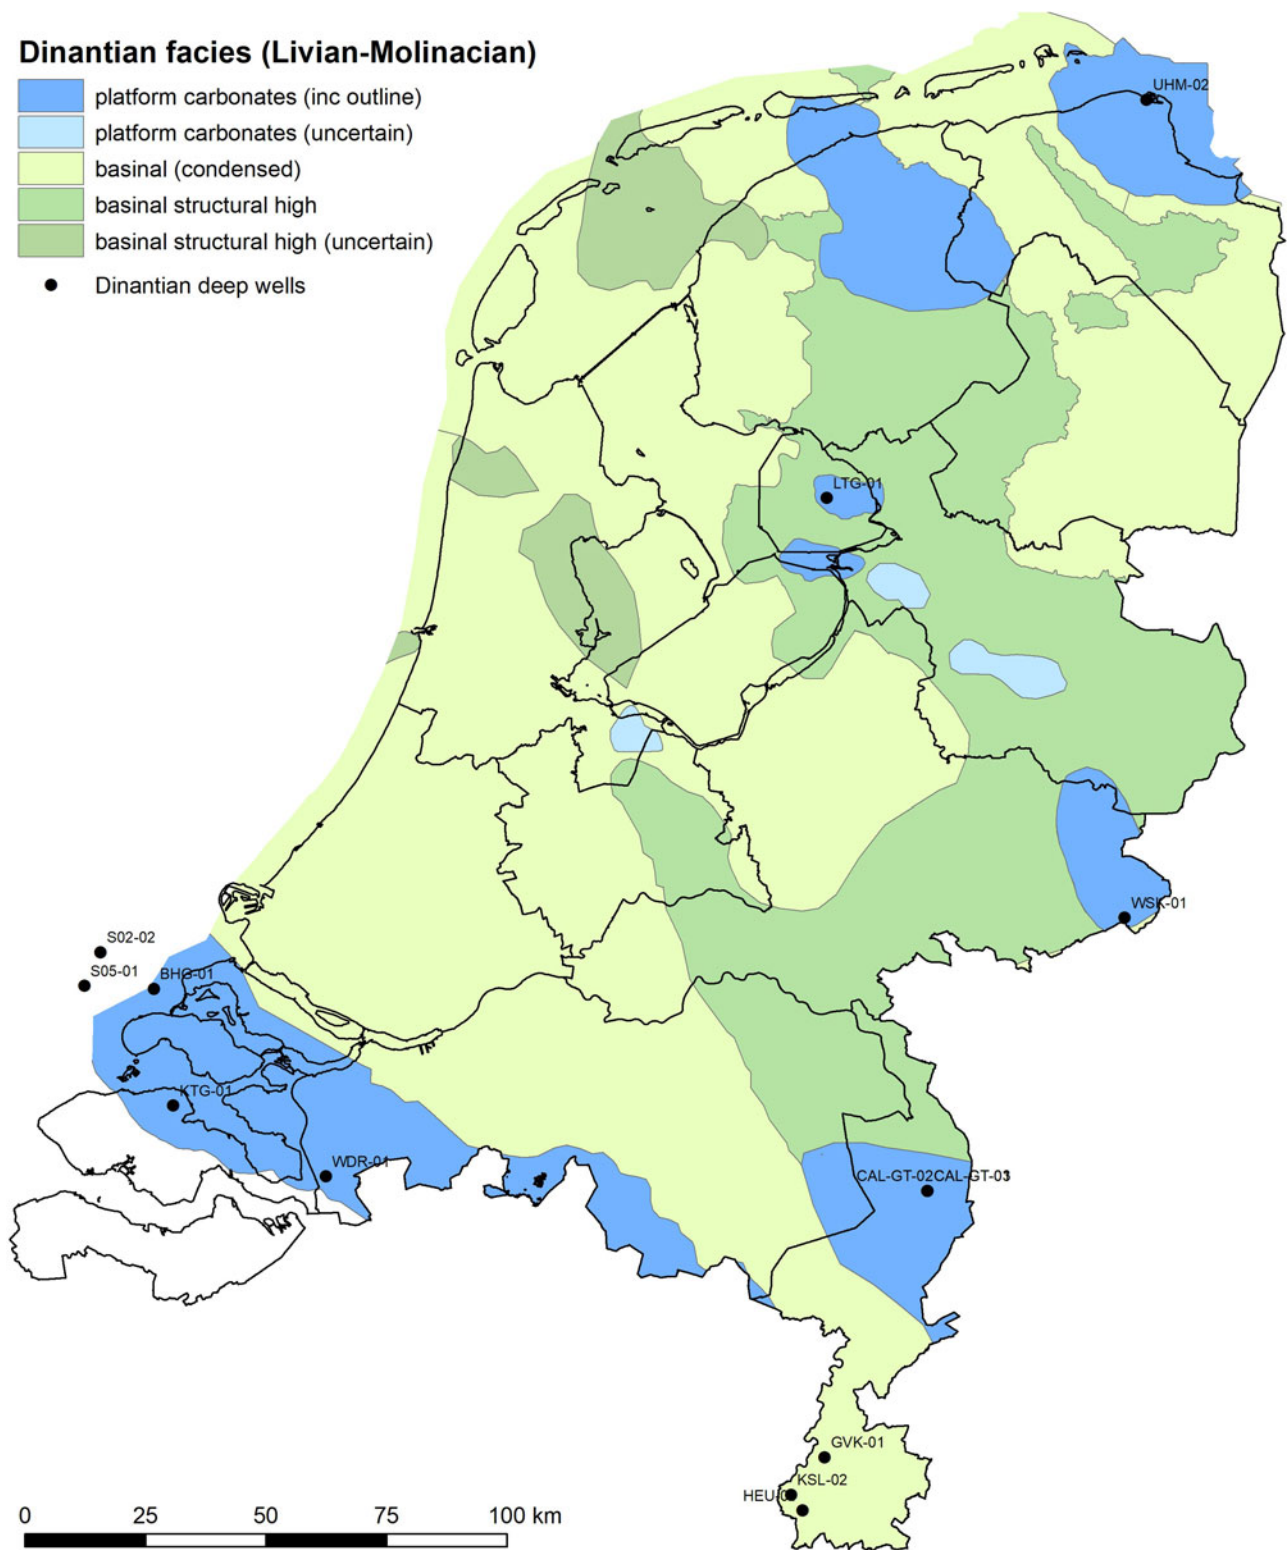 Dinantian facies (Livian-Molinacian)
platform carbonates (inc outline)
platform carbonates (uncertain)
basinal (condensed)
basinal structural high
basinal structural high (uncertain)
Dinantian deep wells
UHM-02
LTG-01
WSK-01
S02-02
S05-01
BHG-01
KTG-01
WDR-01
CAL-GT-02CAL-GT-03
GVK-01
KSL-02
HEU-0
0 25 50 75 100 km